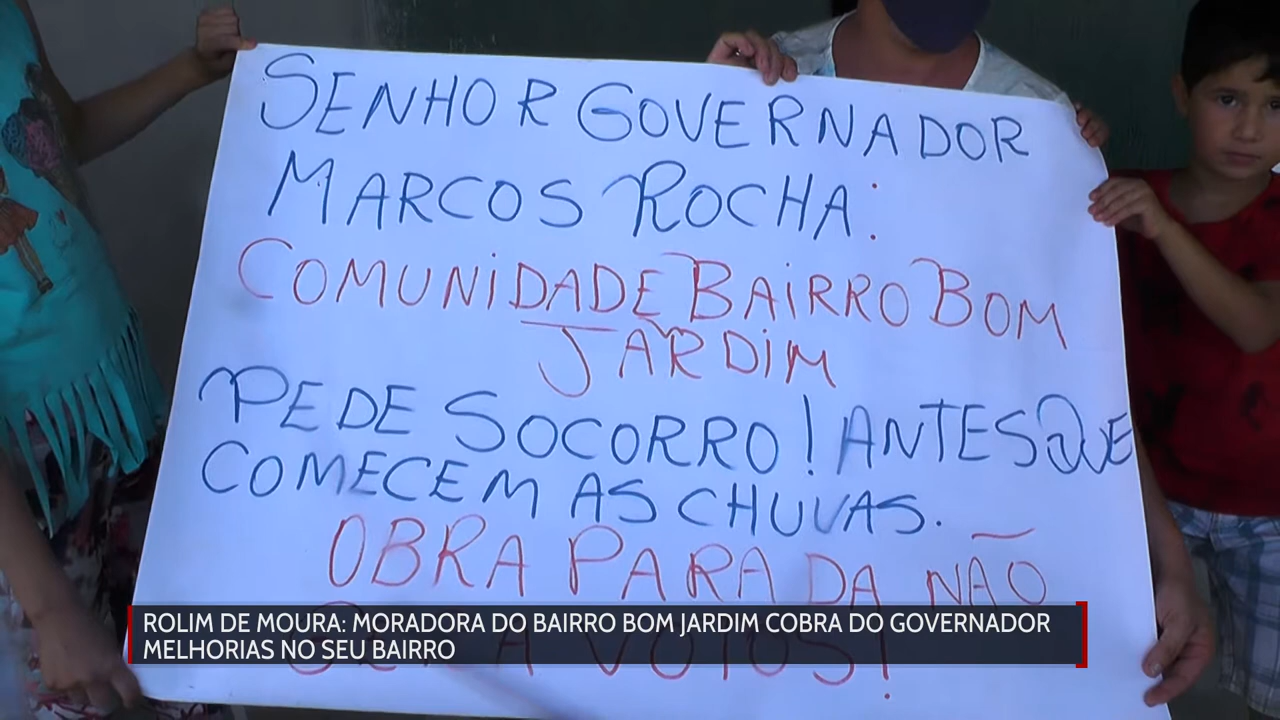 SENHOR GOVERNADOR
MARCOS ROCHA:
COMUNIDADE BAIRRO BOM
JARDIM
PEDE SOCORRO! ANTES QUE
COMECEM AS CHUVAS.
OBRA PARADA NÃO
VOTOS!
ROLIM DE MOURA: MORADORA DO BAIRRO BOM JARDIM COBRA DO GOVERNADOR
MELHORIAS NO SEU BAIRRO